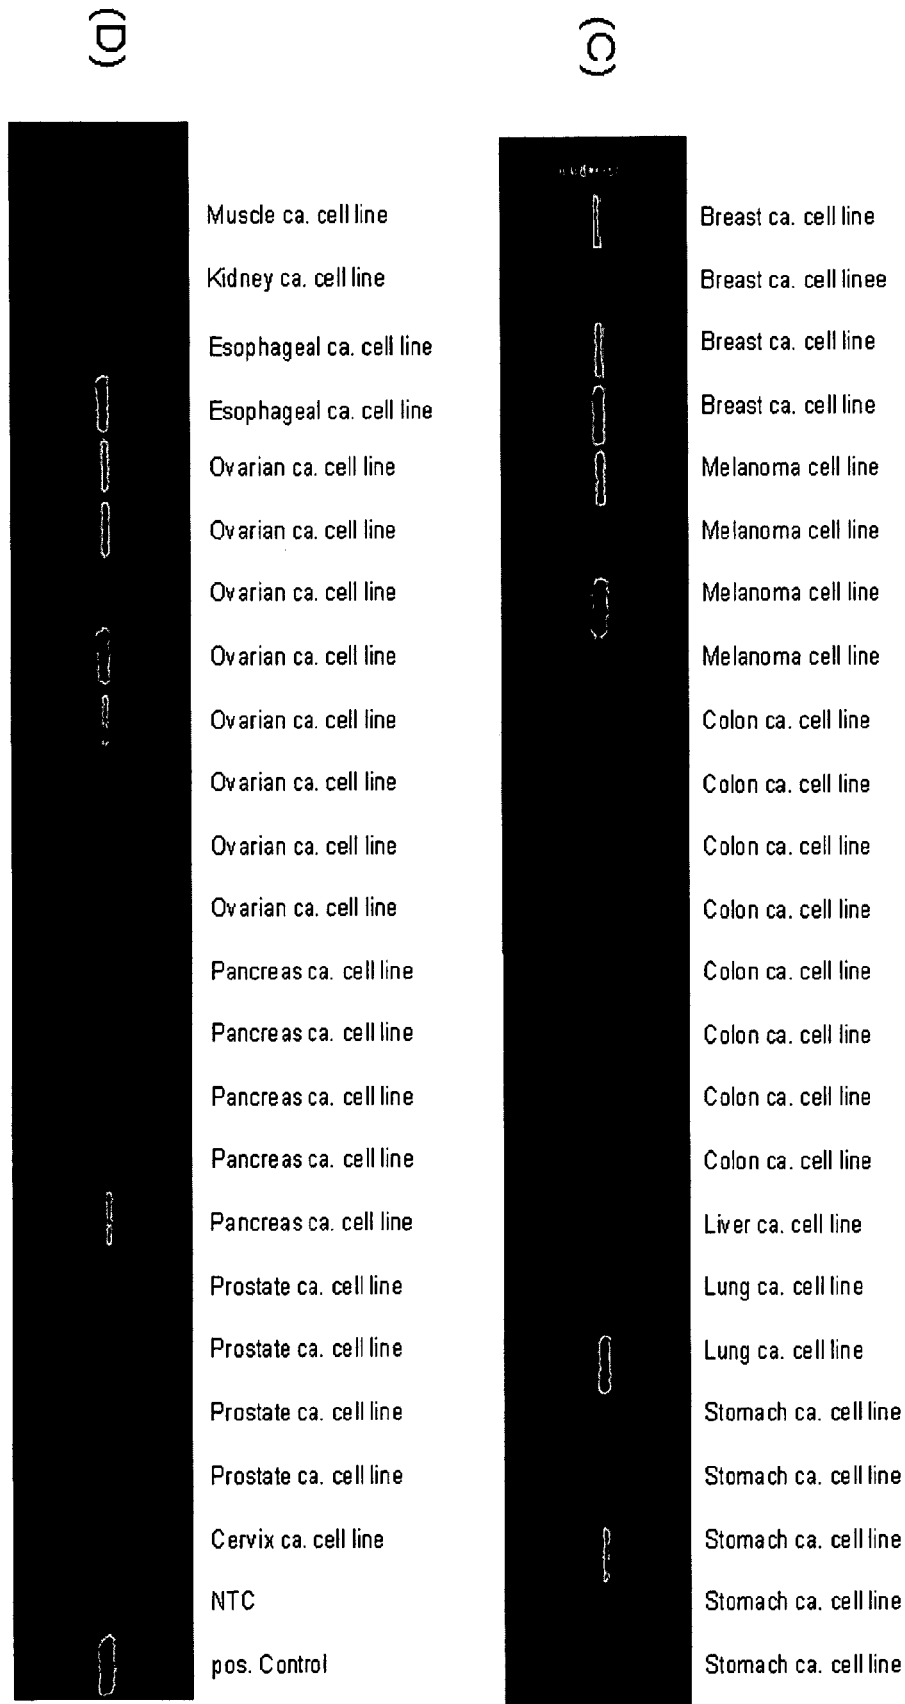 (D)
Muscle ca. cell line
Kidney ca. cell line
Esophageal ca. cell line
Esophageal ca. cell line
Ovarian ca. cell line
Ovarian ca. cell line
Ovarian ca. cell line
Ovarian ca. cell line
Ovarian ca. cell line
Ovarian ca. cell line
Ovarian ca. cell line
Ovarian ca. cell line
Pancreas ca. cell line
Pancreas ca. cell line
Pancreas ca. cell line
Pancreas ca. cell line
Pancreas ca. cell line
Prostate ca. cell line
Prostate ca. cell line
Prostate ca. cell line
Prostate ca. cell line
Cervix ca. cell line
NTC
pos. Control
(C)
Breast ca. cell line
Breast ca. cell linee
Breast ca. cell line
Breast ca. cell line
Melanoma cell line
Melanoma cell line
Melanoma cell line
Melanoma cell line
Colon ca. cell line
Colon ca. cell line
Colon ca. cell line
Colon ca. cell line
Colon ca. cell line
Colon ca. cell line
Colon ca. cell line
Colon ca. cell line
Liver ca. cell line
Lung ca. cell line
Lung ca. cell line
Stomach ca. cell line
Stomach ca. cell line
Stomach ca. cell line
Stomach ca. cell line
Stomach ca. cell line